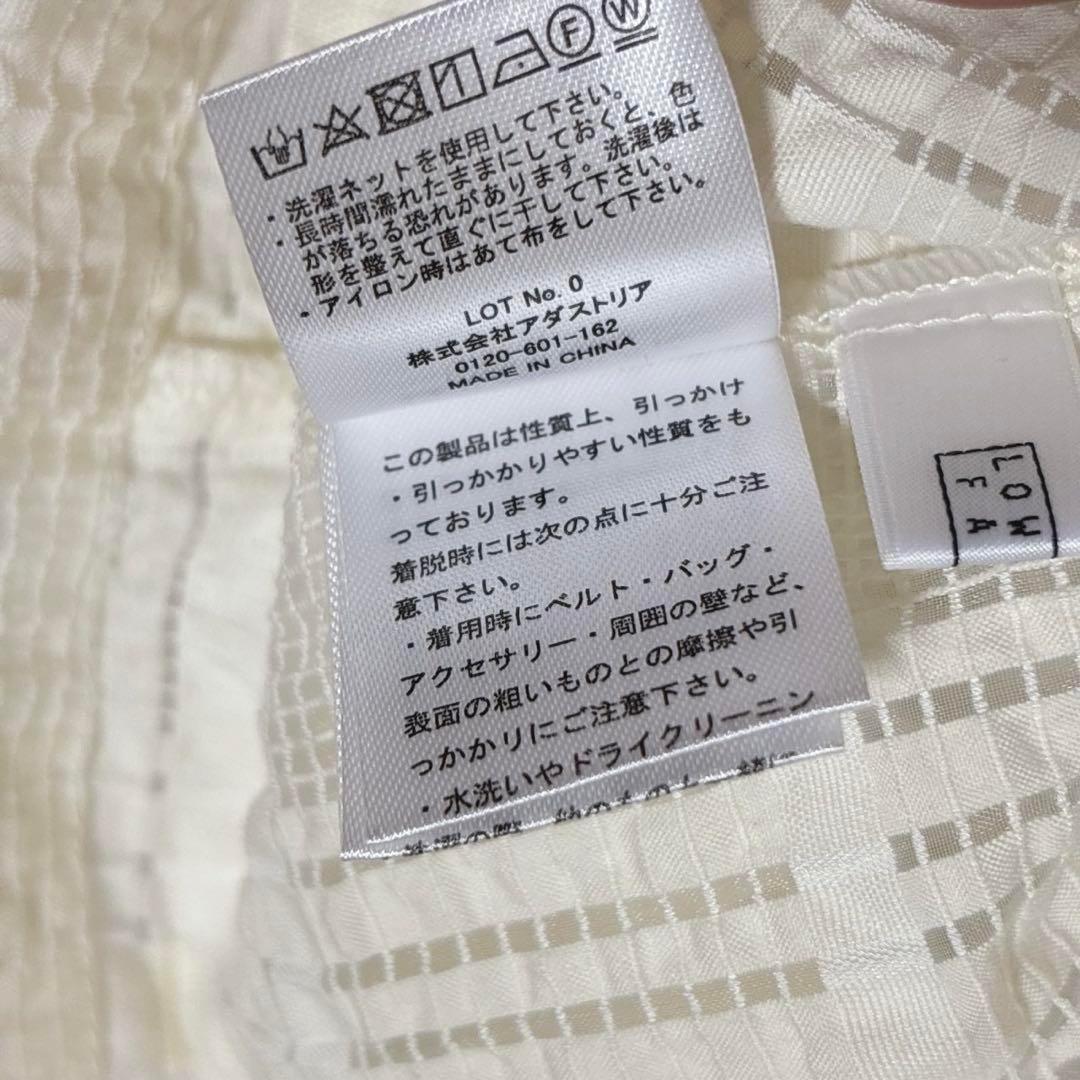 F W
・洗濯ネットを使用して下さい。
・長時間濡れたままにしておくと、色
が落ちる恐れがあります。洗濯後は
形を整えて直ぐに干して下さい。
・アイロン時はあて布をして下さい。
LOT No. 0
株式会社アダストリア
0120-601-162
MADE IN CHINA
この製品は性質上、引っかけ
・引っかかりやすい性質をも
っております。
着脱時には次の点に十分ご注
意下さい。
・着用時にベルト・バッグ・
アクセサリー・周囲の壁など、
表面の粗いものとの摩擦や引
っかかりにご注意下さい。
・水洗いやドライクリーニン
LOW
FA